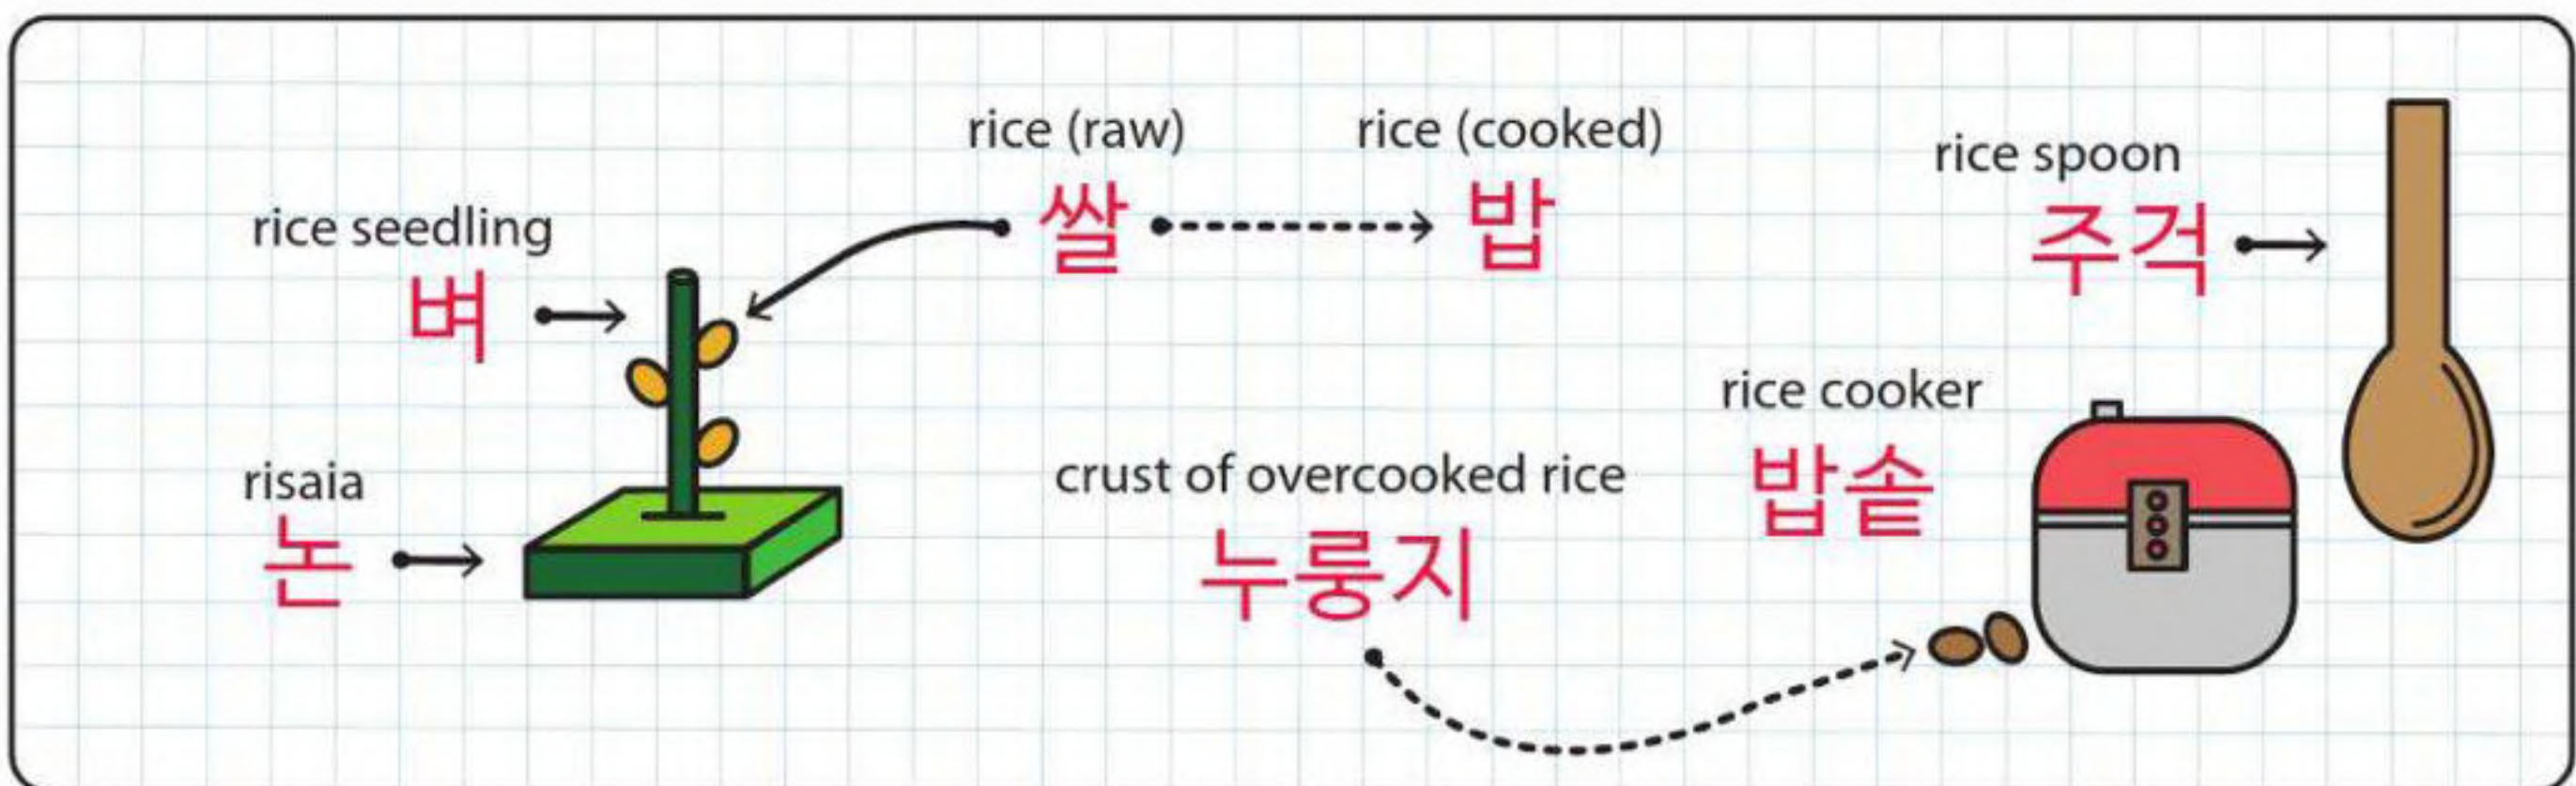 rice (raw)
쌀
rice (cooked)
밥
rice spoon
주걱
rice seedling
벼
rice cooker
밥솥
risaia
논
crust of overcooked rice
누룽지